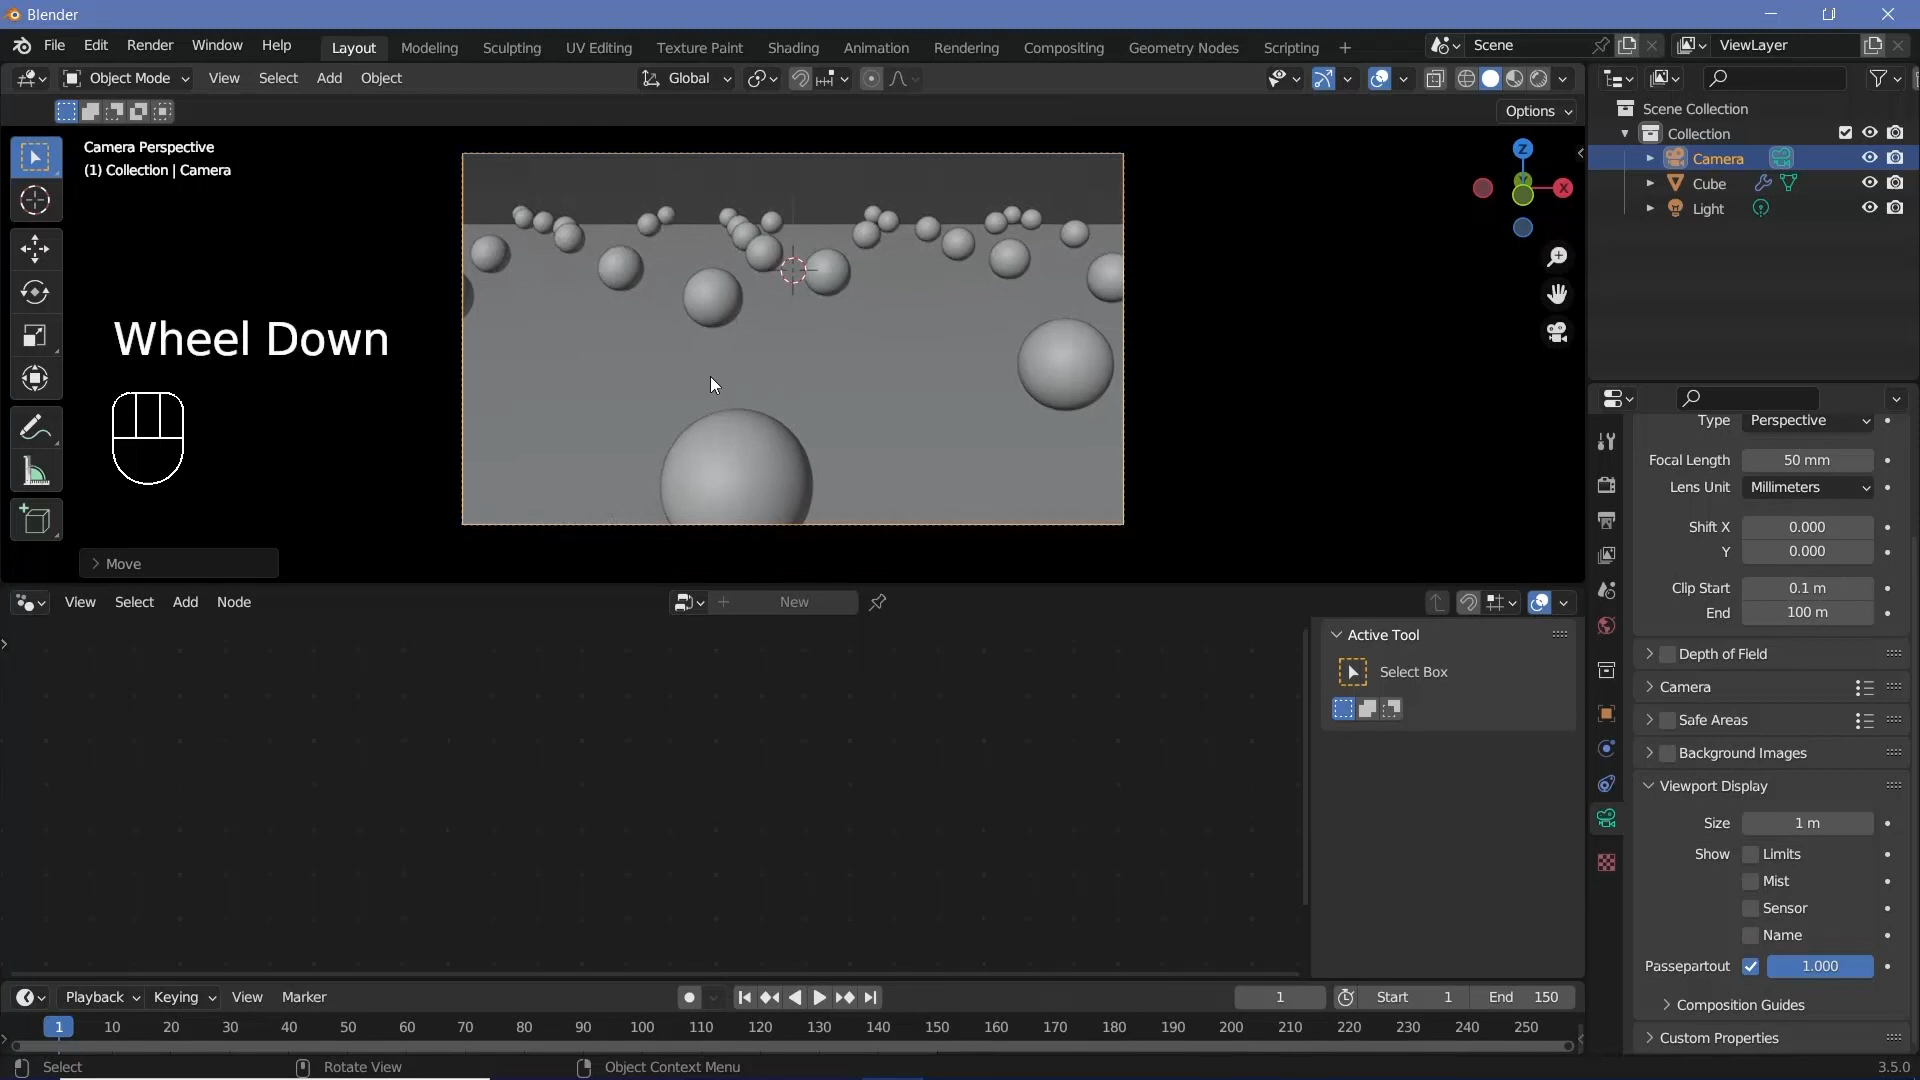 Blender
File Edit Render Window Help Layout Modeling Sculpting UV Editing Texture Paint Shading Animation Rendering Compositing Geometry Nodes Scripting + Scene ViewLayer
Object Mode View Select Add Object Global
Options
Camera Perspective
(1) Collection | Camera
Wheel Down
Z
X
Move
Scene Collection
Collection
Camera
Cube
Light
Type Perspective
Focal Length 50 mm
Lens Unit Millimeters
Shift X 0.000
Y 0.000
Clip Start 0.1 m
End 100 m
Depth of Field
Camera
Safe Areas
Background Images
Viewport Display
Size 1 m
Show Limits
Mist
Sensor
Name
Passepartout 1.000
Composition Guides
Custom Properties
View Select Add Node New
Active Tool
Select Box
Playback Keying View Marker 1 Start 1 End 150
1 10 20 30 40 50 60 70 80 90 100 110 120 130 140 150 160 170 180 190 200 210 220 230 240 250
Select Rotate View Object Context Menu 3.5.0